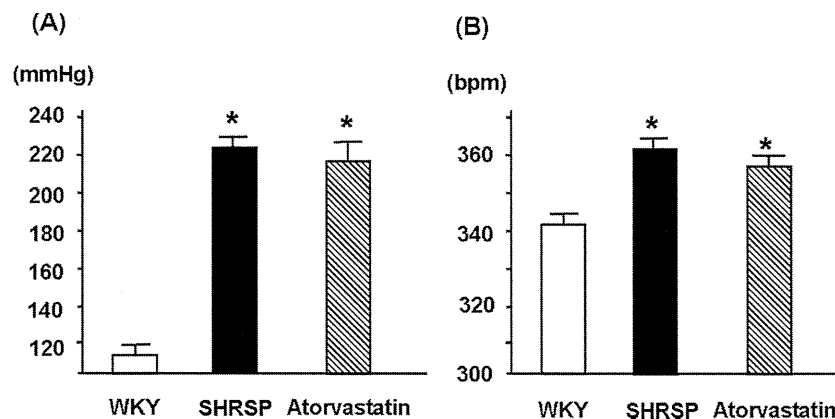 (A)
(mmHg)
240
220
200
180
160
140
120
*
*
WKY SHRSP Atorvastatin
(B)
(bpm)
360
340
320
300
*
*
WKY SHRSP Atorvastatin